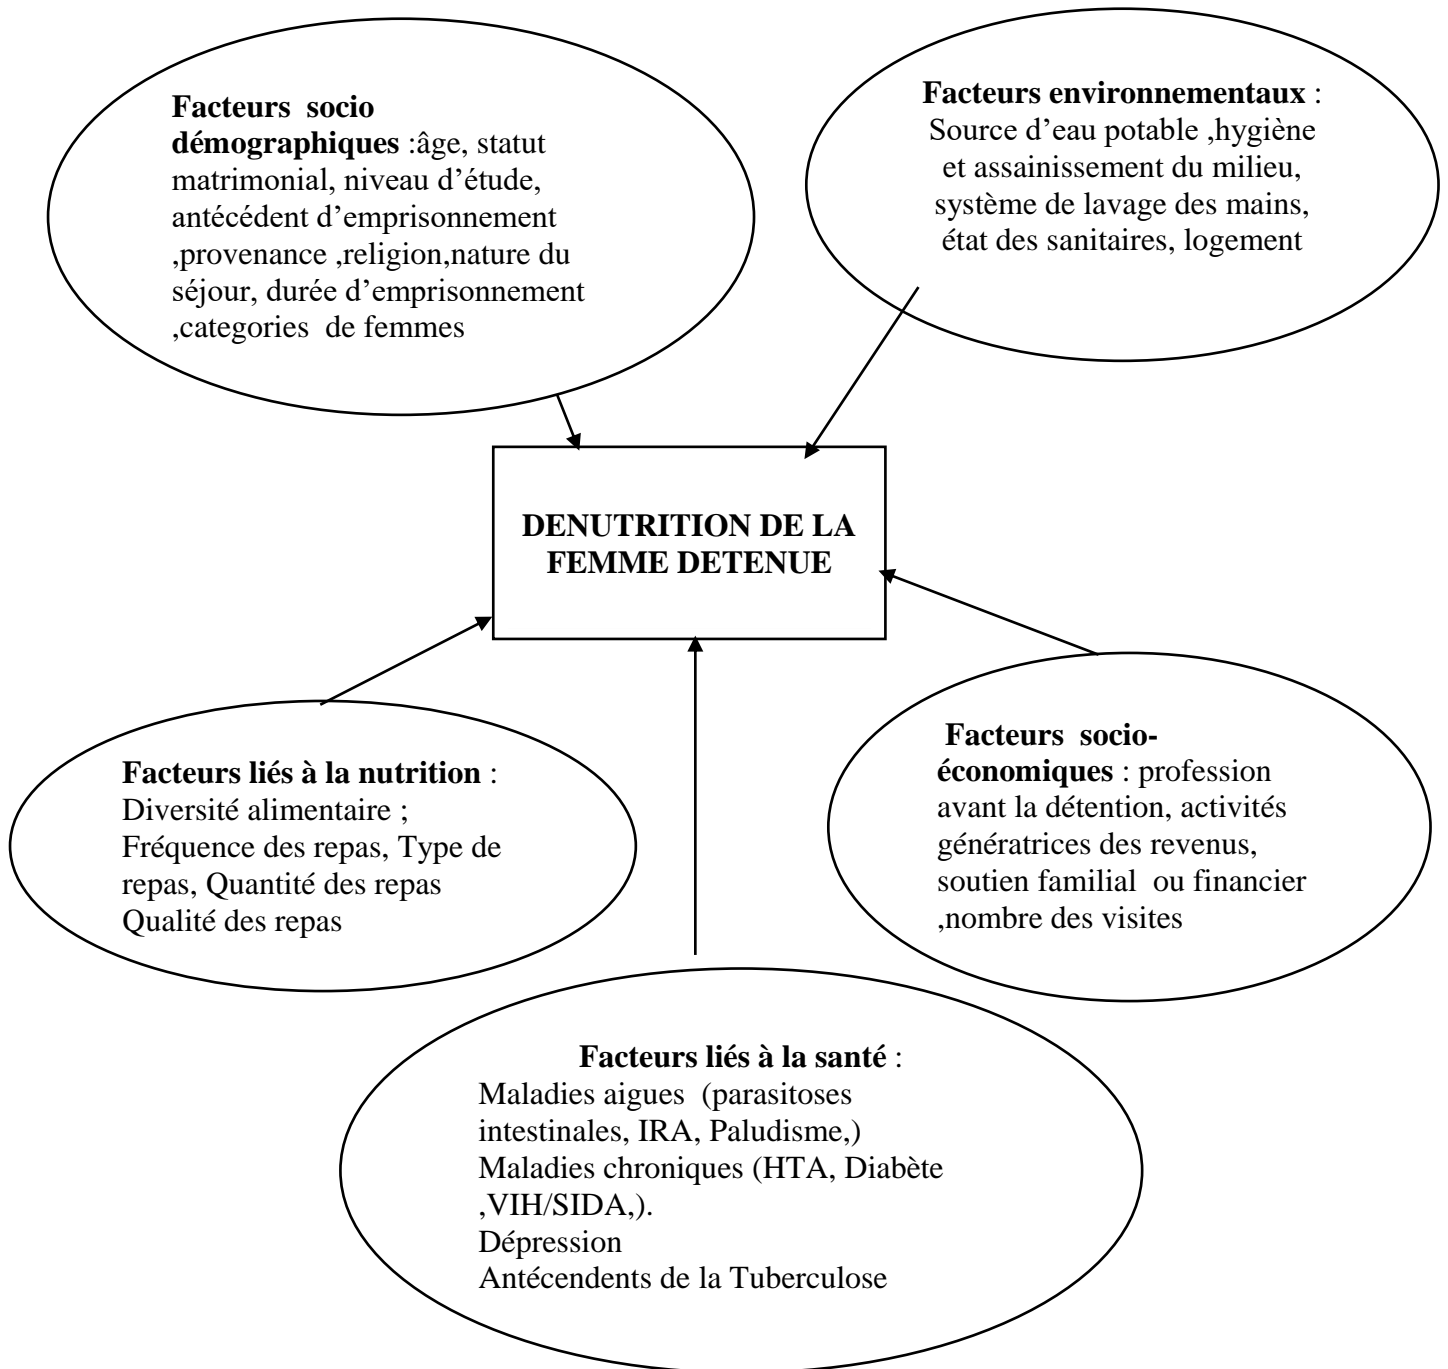 Facteurs  socio
démographiques :âge, statut
matrimonial, niveau d’étude,
antécédent d’emprisonnement
,provenance ,religion,nature du
séjour, durée d’emprisonnement
,categories  de femmes
Facteurs environnementaux :
Source d’eau potable ,hygiène
et assainissement du milieu,
système de lavage des mains,
état des sanitaires, logement
DENUTRITION DE LA
FEMME DETENUE
Facteurs liés à la nutrition :
Diversité alimentaire ;
Fréquence des repas, Type de
repas, Quantité des repas
Qualité des repas
Facteurs  socio-
économiques : profession
avant la détention, activités
génératrices des revenus,
soutien familial  ou financier
,nombre des visites
Facteurs liés à la santé :
Maladies aigues  (parasitoses
intestinales, IRA, Paludisme,)
Maladies chroniques (HTA, Diabète
,VIH/SIDA,).
Dépression
Antécendents de la Tuberculose